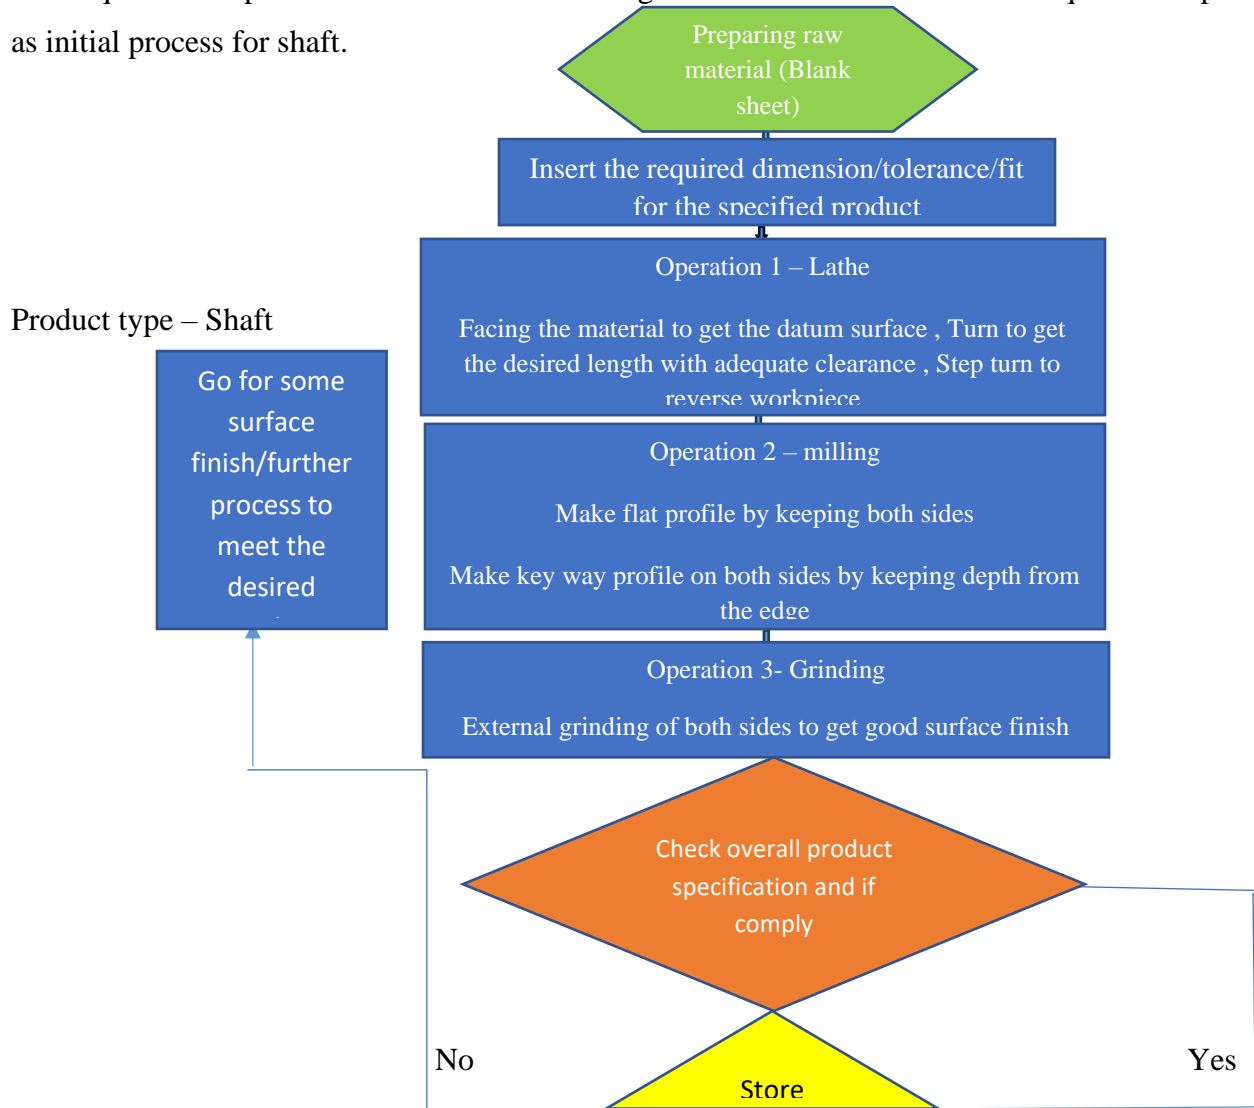 as initial process for shaft.
Preparing raw
material (Blank
sheet)
Insert the required dimension/tolerance/fit
for the specified product
Operation 1 – Lathe
Facing the material to get the datum surface , Turn to get
the desired length with adequate clearance , Step turn to
reverse workpiece
Product type – Shaft
Go for some
surface
finish/further
process to
meet the
desired
Operation 2 – milling
Make flat profile by keeping both sides
Make key way profile on both sides by keeping depth from
the edge
Operation 3- Grinding
External grinding of both sides to get good surface finish
Check overall product
specification and if
comply
No
Yes
Store